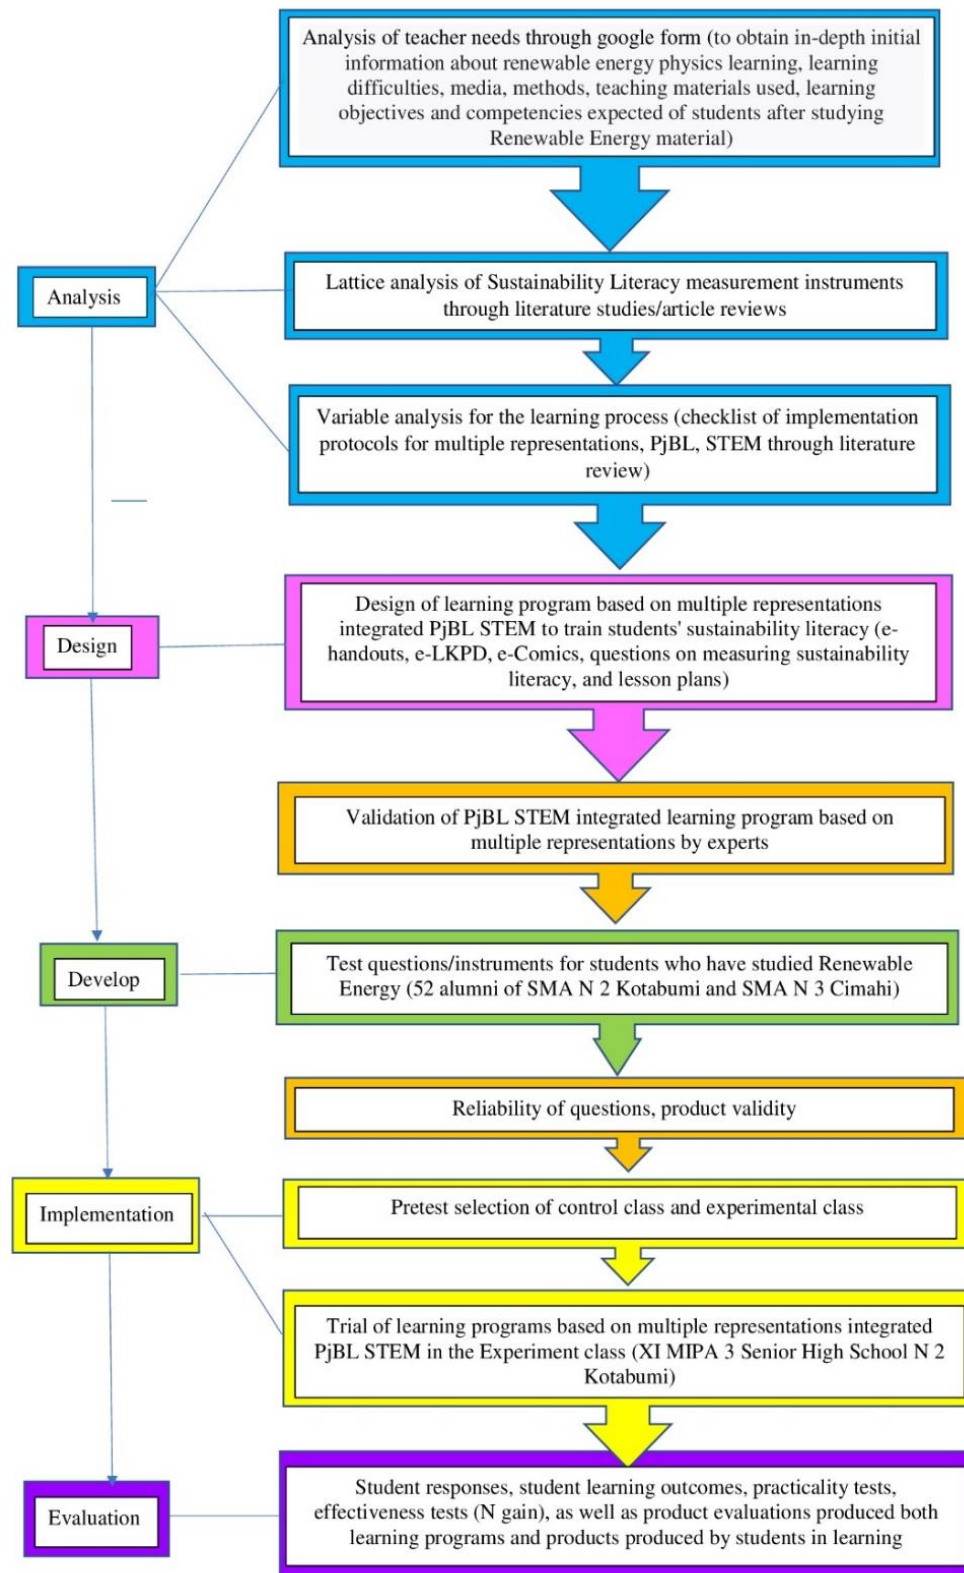 Analysis of teacher needs through google form (to obtain in-depth initial
information about renewable energy physics learning, learning
difficulties, media, methods, teaching materials used, learning
objectives and competencies expected of students after studying
Renewable Energy material)
Analysis
Lattice analysis of Sustainability Literacy measurement instruments
through literature studies/article reviews
Variable analysis for the learning process (checklist of implementation
protocols for multiple representations, PjBL, STEM through literature
review)
Design
Design of learning program based on multiple representations
integrated PjBL STEM to train students' sustainability literacy (e-
handouts, e-LKPD, e-Comics, questions on measuring sustainability
literacy, and lesson plans)
Validation of PjBL STEM integrated learning program based on
multiple representations by experts
Develop
Test questions/instruments for students who have studied Renewable
Energy (52 alumni of SMA N 2 Kotabumi and SMA N 3 Cimahi)
Reliability of questions, product validity
Implementation
Pretest selection of control class and experimental class
Trial of learning programs based on multiple representations integrated
PjBL STEM in the Experiment class (XI MIPA 3 Senior High School N 2
Kotabumi)
Evaluation
Student responses, student learning outcomes, practicality tests,
effectiveness tests (N gain), as well as product evaluations produced both
learning programs and products produced by students in learning